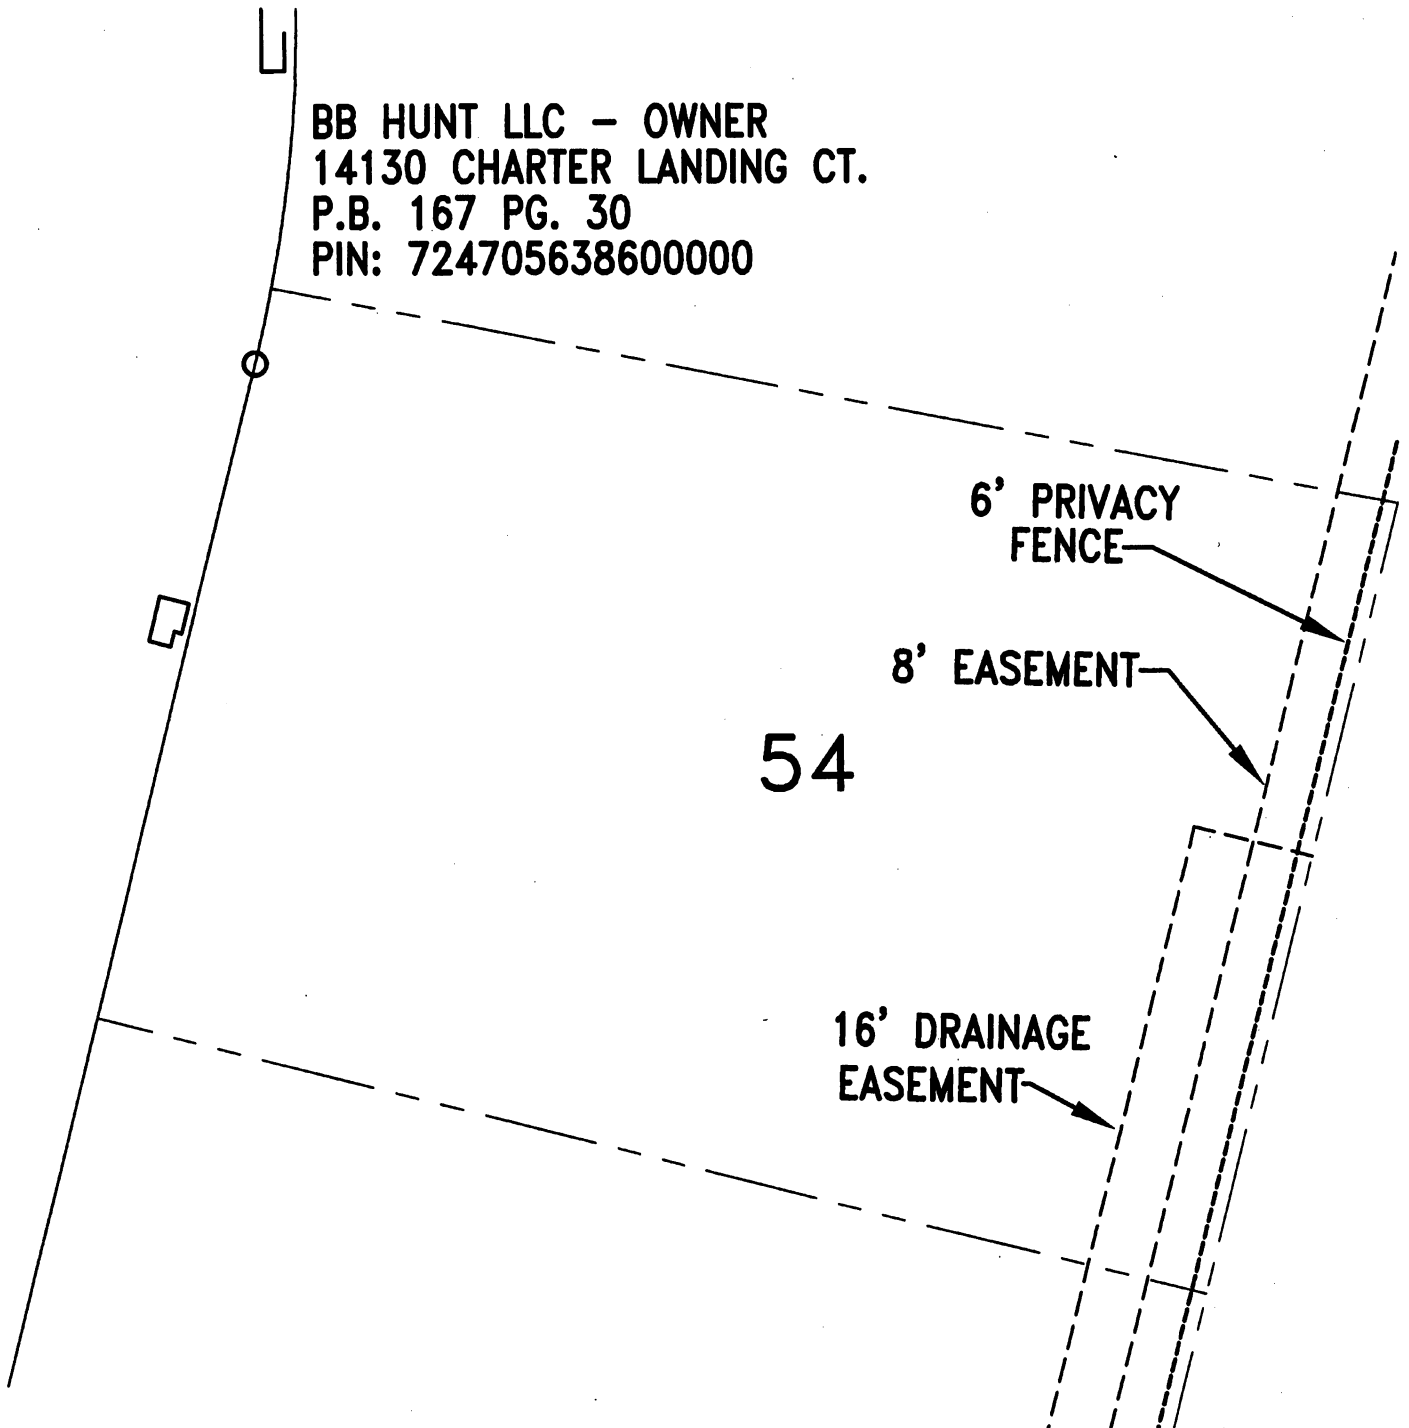 BB HUNT LLC – OWNER
14130 CHARTER LANDING CT.
P.B. 167 PG. 30
PIN: 724705638600000
6' PRIVACY
FENCE
8' EASEMENT
54
16' DRAINAGE
EASEMENT